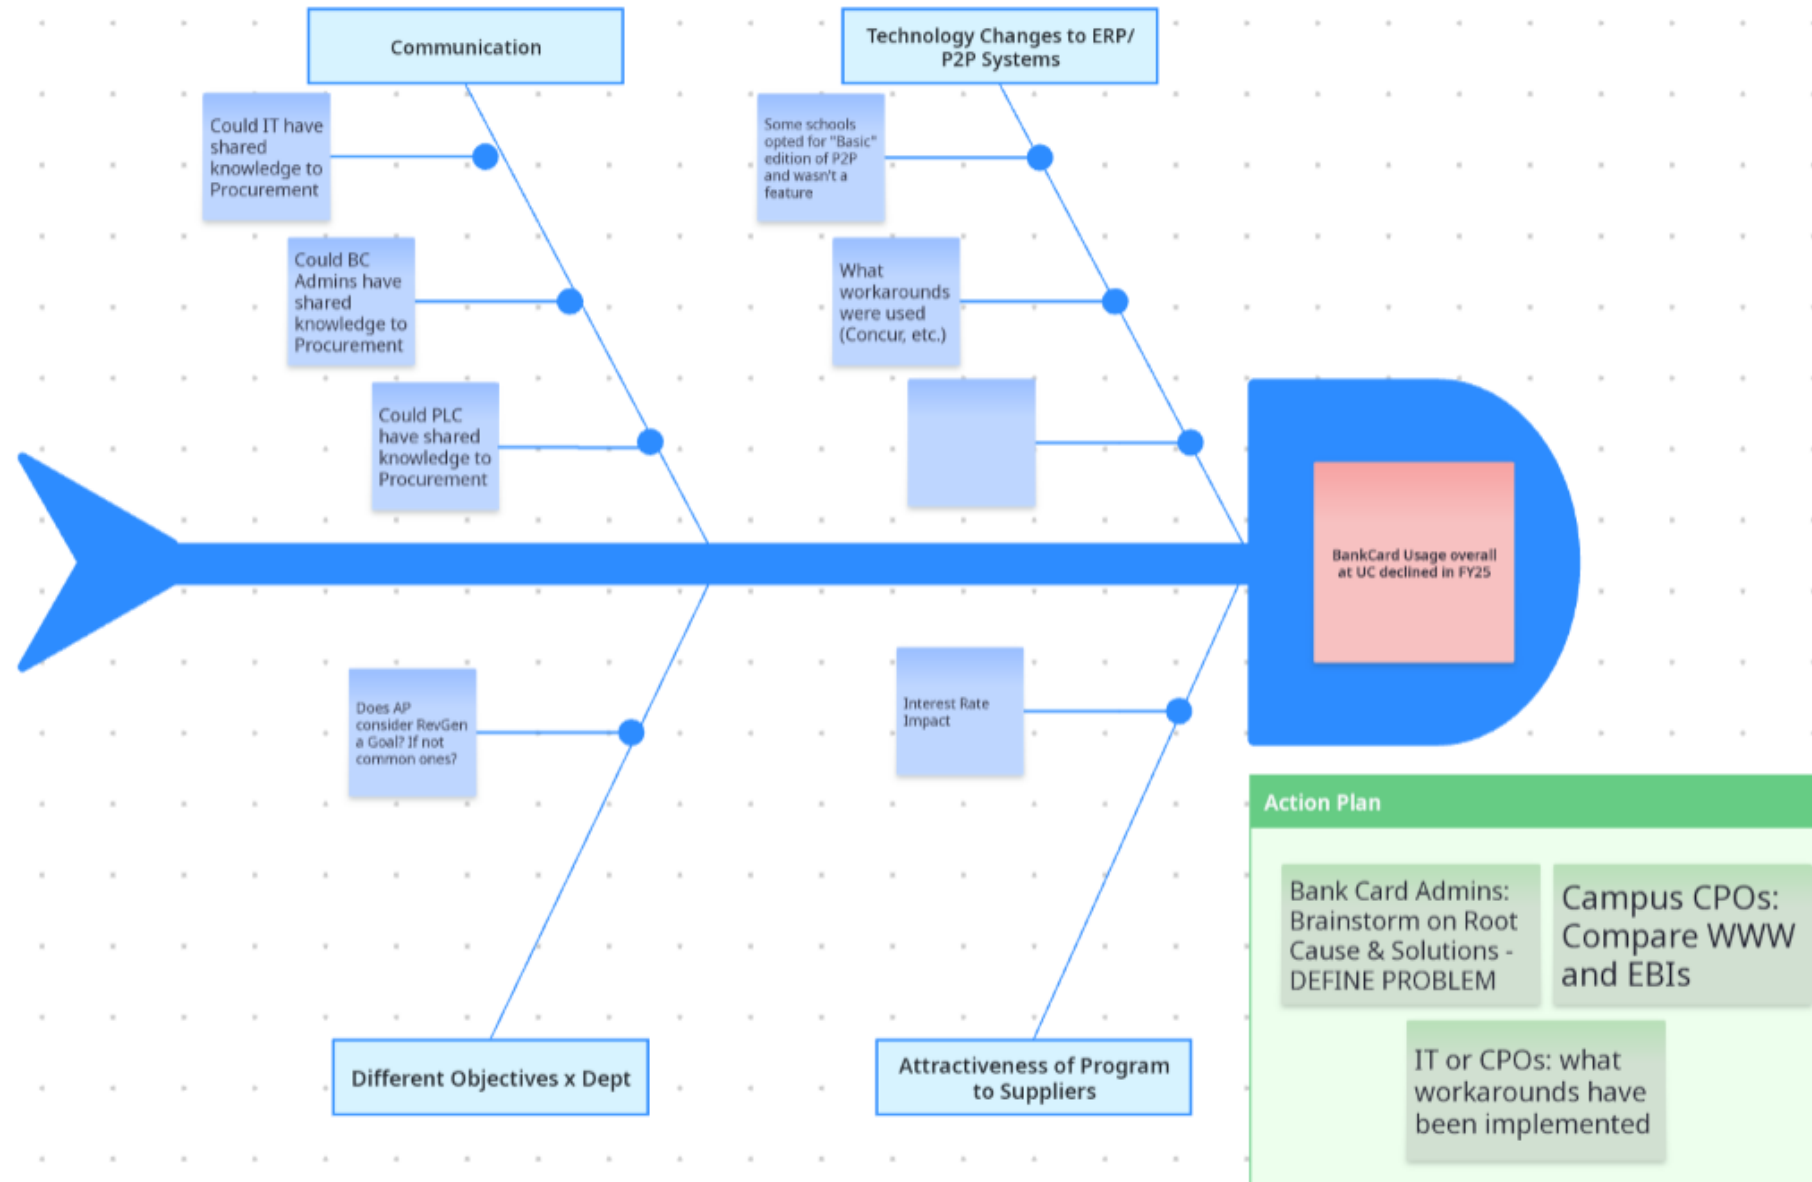 Communication
Technology Changes to ERP/
P2P Systems
Could IT have
shared
knowledge to
Procurement
Some schools
opted for "Basic"
edition of P2P
and wasn't a
feature
Could BC
Admins have
shared
knowledge to
Procurement
What
workarounds
were used
(Concur, etc.)
Could PLC
have shared
knowledge to
Procurement
BankCard Usage overall
at UC declined in FY25
Does AP
consider RevGen
a Goal? If not
common ones?
Interest Rate
Impact
Different Objectives x Dept
Attractiveness of Program
to Suppliers
Action Plan
Bank Card Admins:
Brainstorm on Root
Cause & Solutions -
DEFINE PROBLEM
Campus CPOs:
Compare WWW
and EBIs
IT or CPOs: what
workarounds have
been implemented